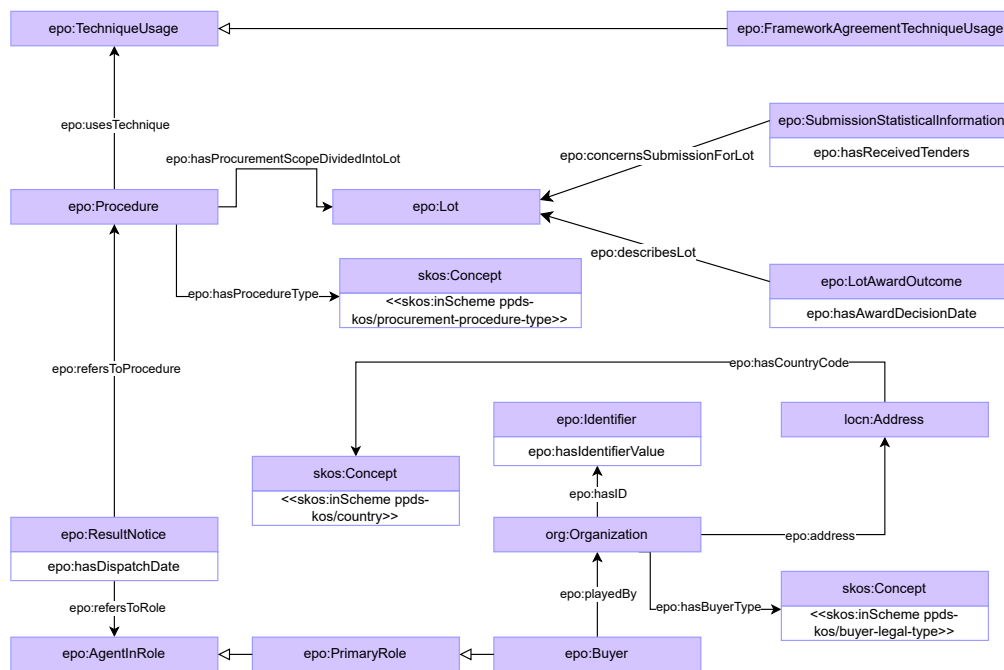 epo:TechniqueUsage
epo:FrameworkAgreementTechniqueUsage
epo:usesTechnique
epo:hasProcurementScopeDividedIntoLot
epo:concernsSubmissionForLot
epo:SubmissionStatisticalInformation
epo:hasReceivedTenders
epo:Procedure
epo:Lot
epo:describesLot
epo:hasProcedureType
skos:Concept
<<skos:inScheme ppds-
kos/procurement-procedure-type>>
epo:LotAwardOutcome
epo:hasAwardDecisionDate
epo:refersToProcedure
epo:hasCountryCode
epo:Identifier
epo:hasIdentifierValue
locn:Address
skos:Concept
<<skos:inScheme ppds-
kos/country>>
epo:hasID
epo:ResultNotice
epo:hasDispatchDate
org:Organization
epo:address
epo:refersToRole
epo:playedBy
epo:hasBuyerType
skos:Concept
<<skos:inScheme ppds-
kos/buyer-legal-type>>
epo:AgentInRole
epo:PrimaryRole
epo:Buyer